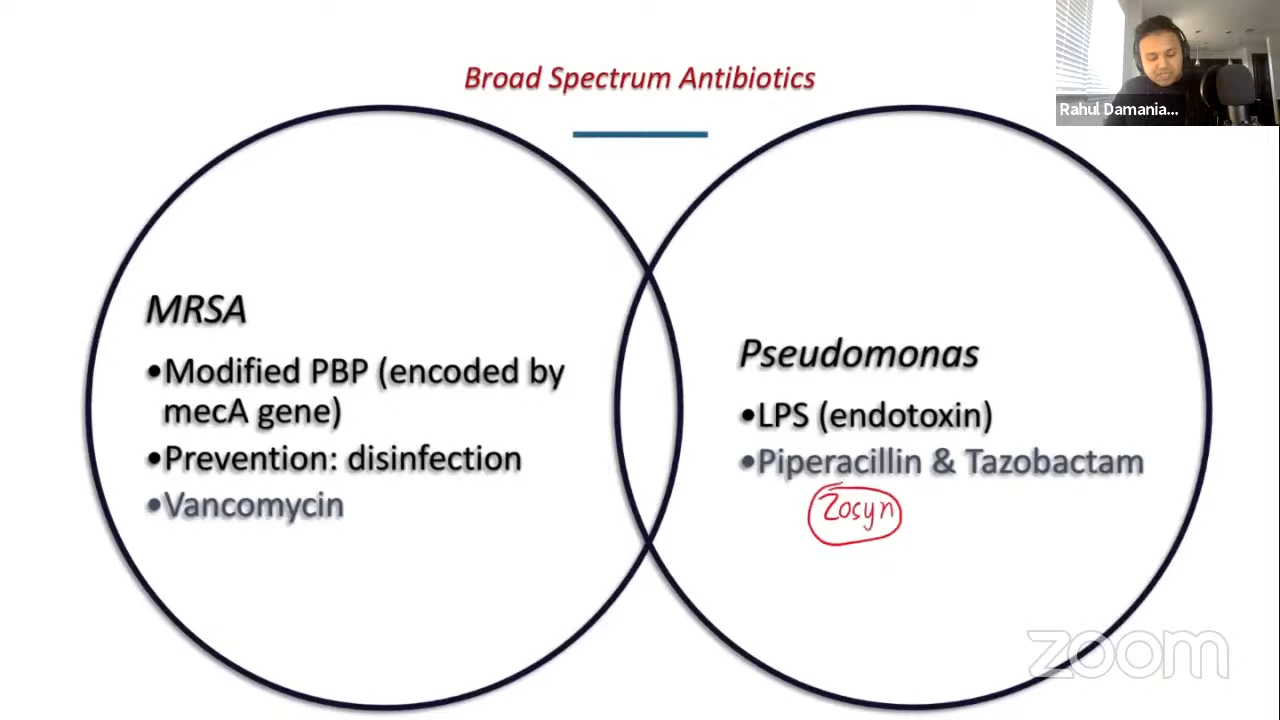 Broad Spectrum Antibiotics
Rahul Damania...
MRSA
•Modified PBP (encoded by
mecA gene)
•Prevention: disinfection
•Vancomycin
Pseudomonas
•LPS (endotoxin)
•Piperacillin & Tazobactam
Zosyn
zoom